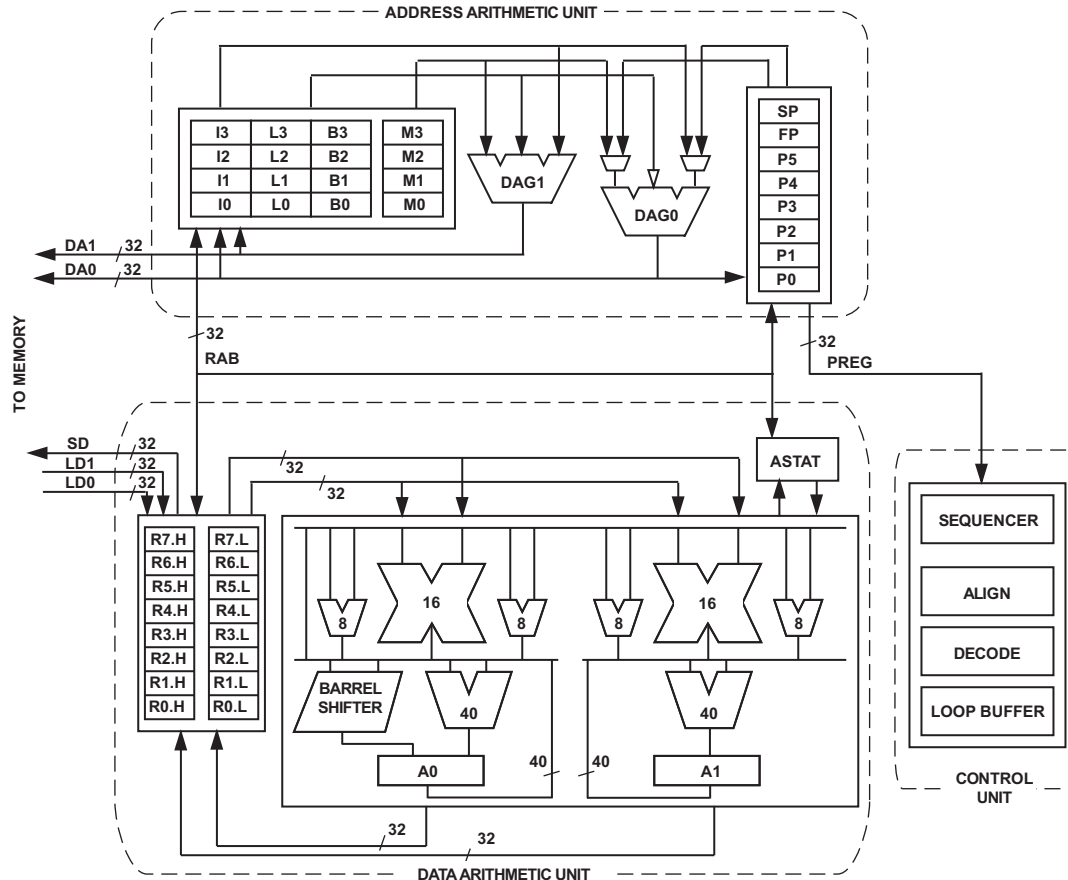 ADDRESS ARITHMETIC UNIT
SP
FP
P5
P4
P3
P2
P1
P0
I3 L3 B3 M3
I2 L2 B2 M2
I1 L1 B1 M1
I0 L0 B0 M0
DAG1
DAG0
DA1 32
DA0 32
TO MEMORY
32
RAB
32
PREG
SD 32
LD1 32
LD0 32
32
32
ASTAT
R7.H R7.L
R6.H R6.L
R5.H R5.L
R4.H R4.L
R3.H R3.L
R2.H R2.L
R1.H R1.L
R0.H R0.L
8 16 8 8 16 8
BARREL
SHIFTER
40 40
A0 40 40 A1
32
32
DATA ARITHMETIC UNIT
SEQUENCER
ALIGN
DECODE
LOOP BUFFER
CONTROL
UNIT